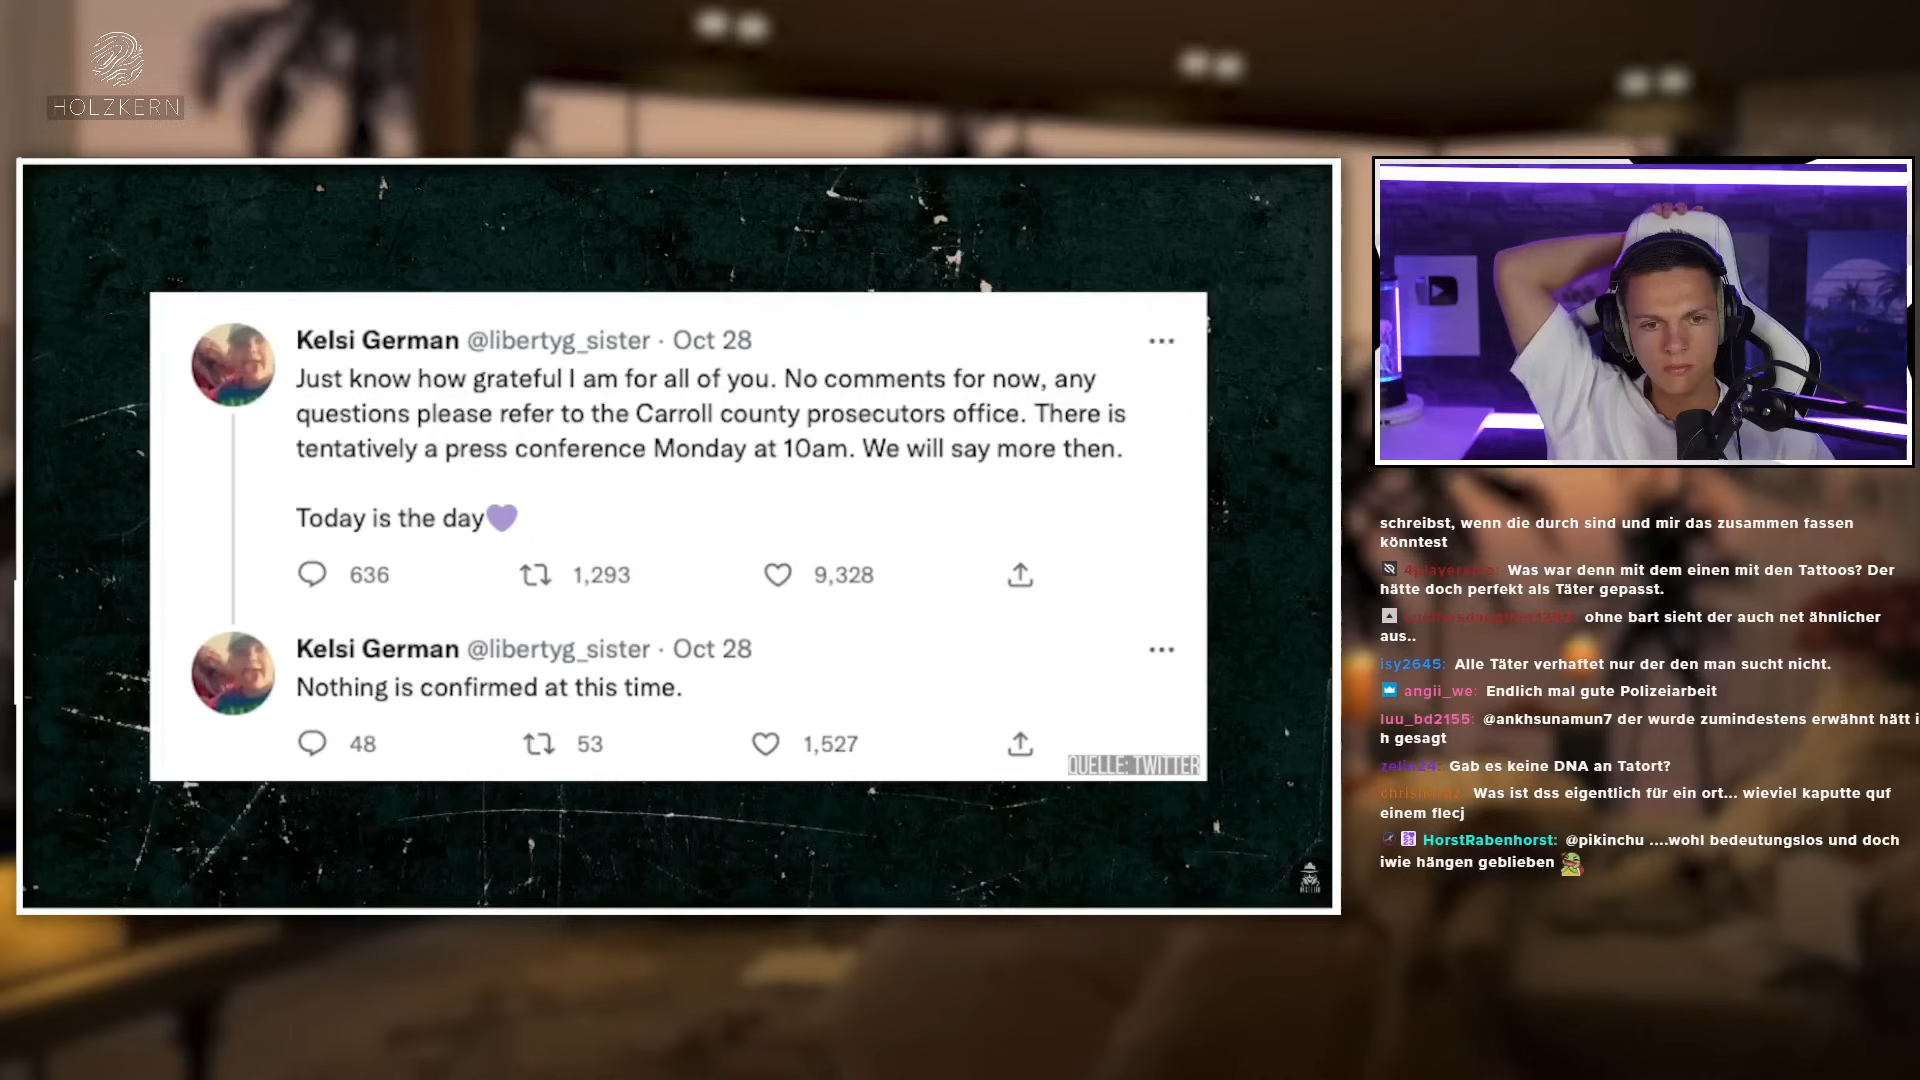 HOLZKERN
Kelsi German @libertyg_sister · Oct 28
Just know how grateful I am for all of you. No comments for now, any
questions please refer to the Carroll county prosecutors office. There is
tentatively a press conference Monday at 10am. We will say more then.
Today is the day💜
636 1,293 9,328
Kelsi German @libertyg_sister · Oct 28
Nothing is confirmed at this time.
48 53 1,527
QUELLE: TWITTER
schreibst, wenn die durch sind und mir das zusammen fassen
könntest
Was war denn mit dem einen mit den Tattoos? Der
hätte doch perfekt als Täter gepasst.
ohne bart sieht der auch net ähnlicher
aus..
isy2645: Alle Täter verhaftet nur der den man sucht nicht.
angii_we: Endlich mal gute Polizeiarbeit
luu_bd2155: @ankhsunamun7 der wurde zumindestens erwähnt hätt i
h gesagt
zelin24: Gab es keine DNA an Tatort?
Was ist dss eigentlich für ein ort... wieviel kaputte quf
einem flecj
HorstRabenhorst: @pikinchu ....wohl bedeutungslos und doch
iwie hängen geblieben